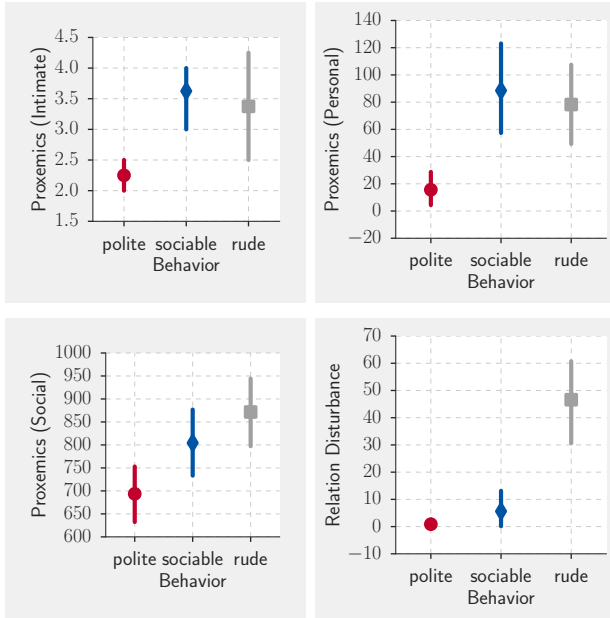 Proxemics (Intimate)
4.5
4.0
3.5
3.0
2.5
2.0
1.5
polite sociable rude
Behavior
Proxemics (Personal)
140
120
100
80
60
40
20
0
−20
polite sociable rude
Behavior
Proxemics (Social)
1000
950
900
850
800
750
700
650
600
polite sociable rude
Behavior
Relation Disturbance
70
60
50
40
30
20
10
0
−10
polite sociable rude
Behavior